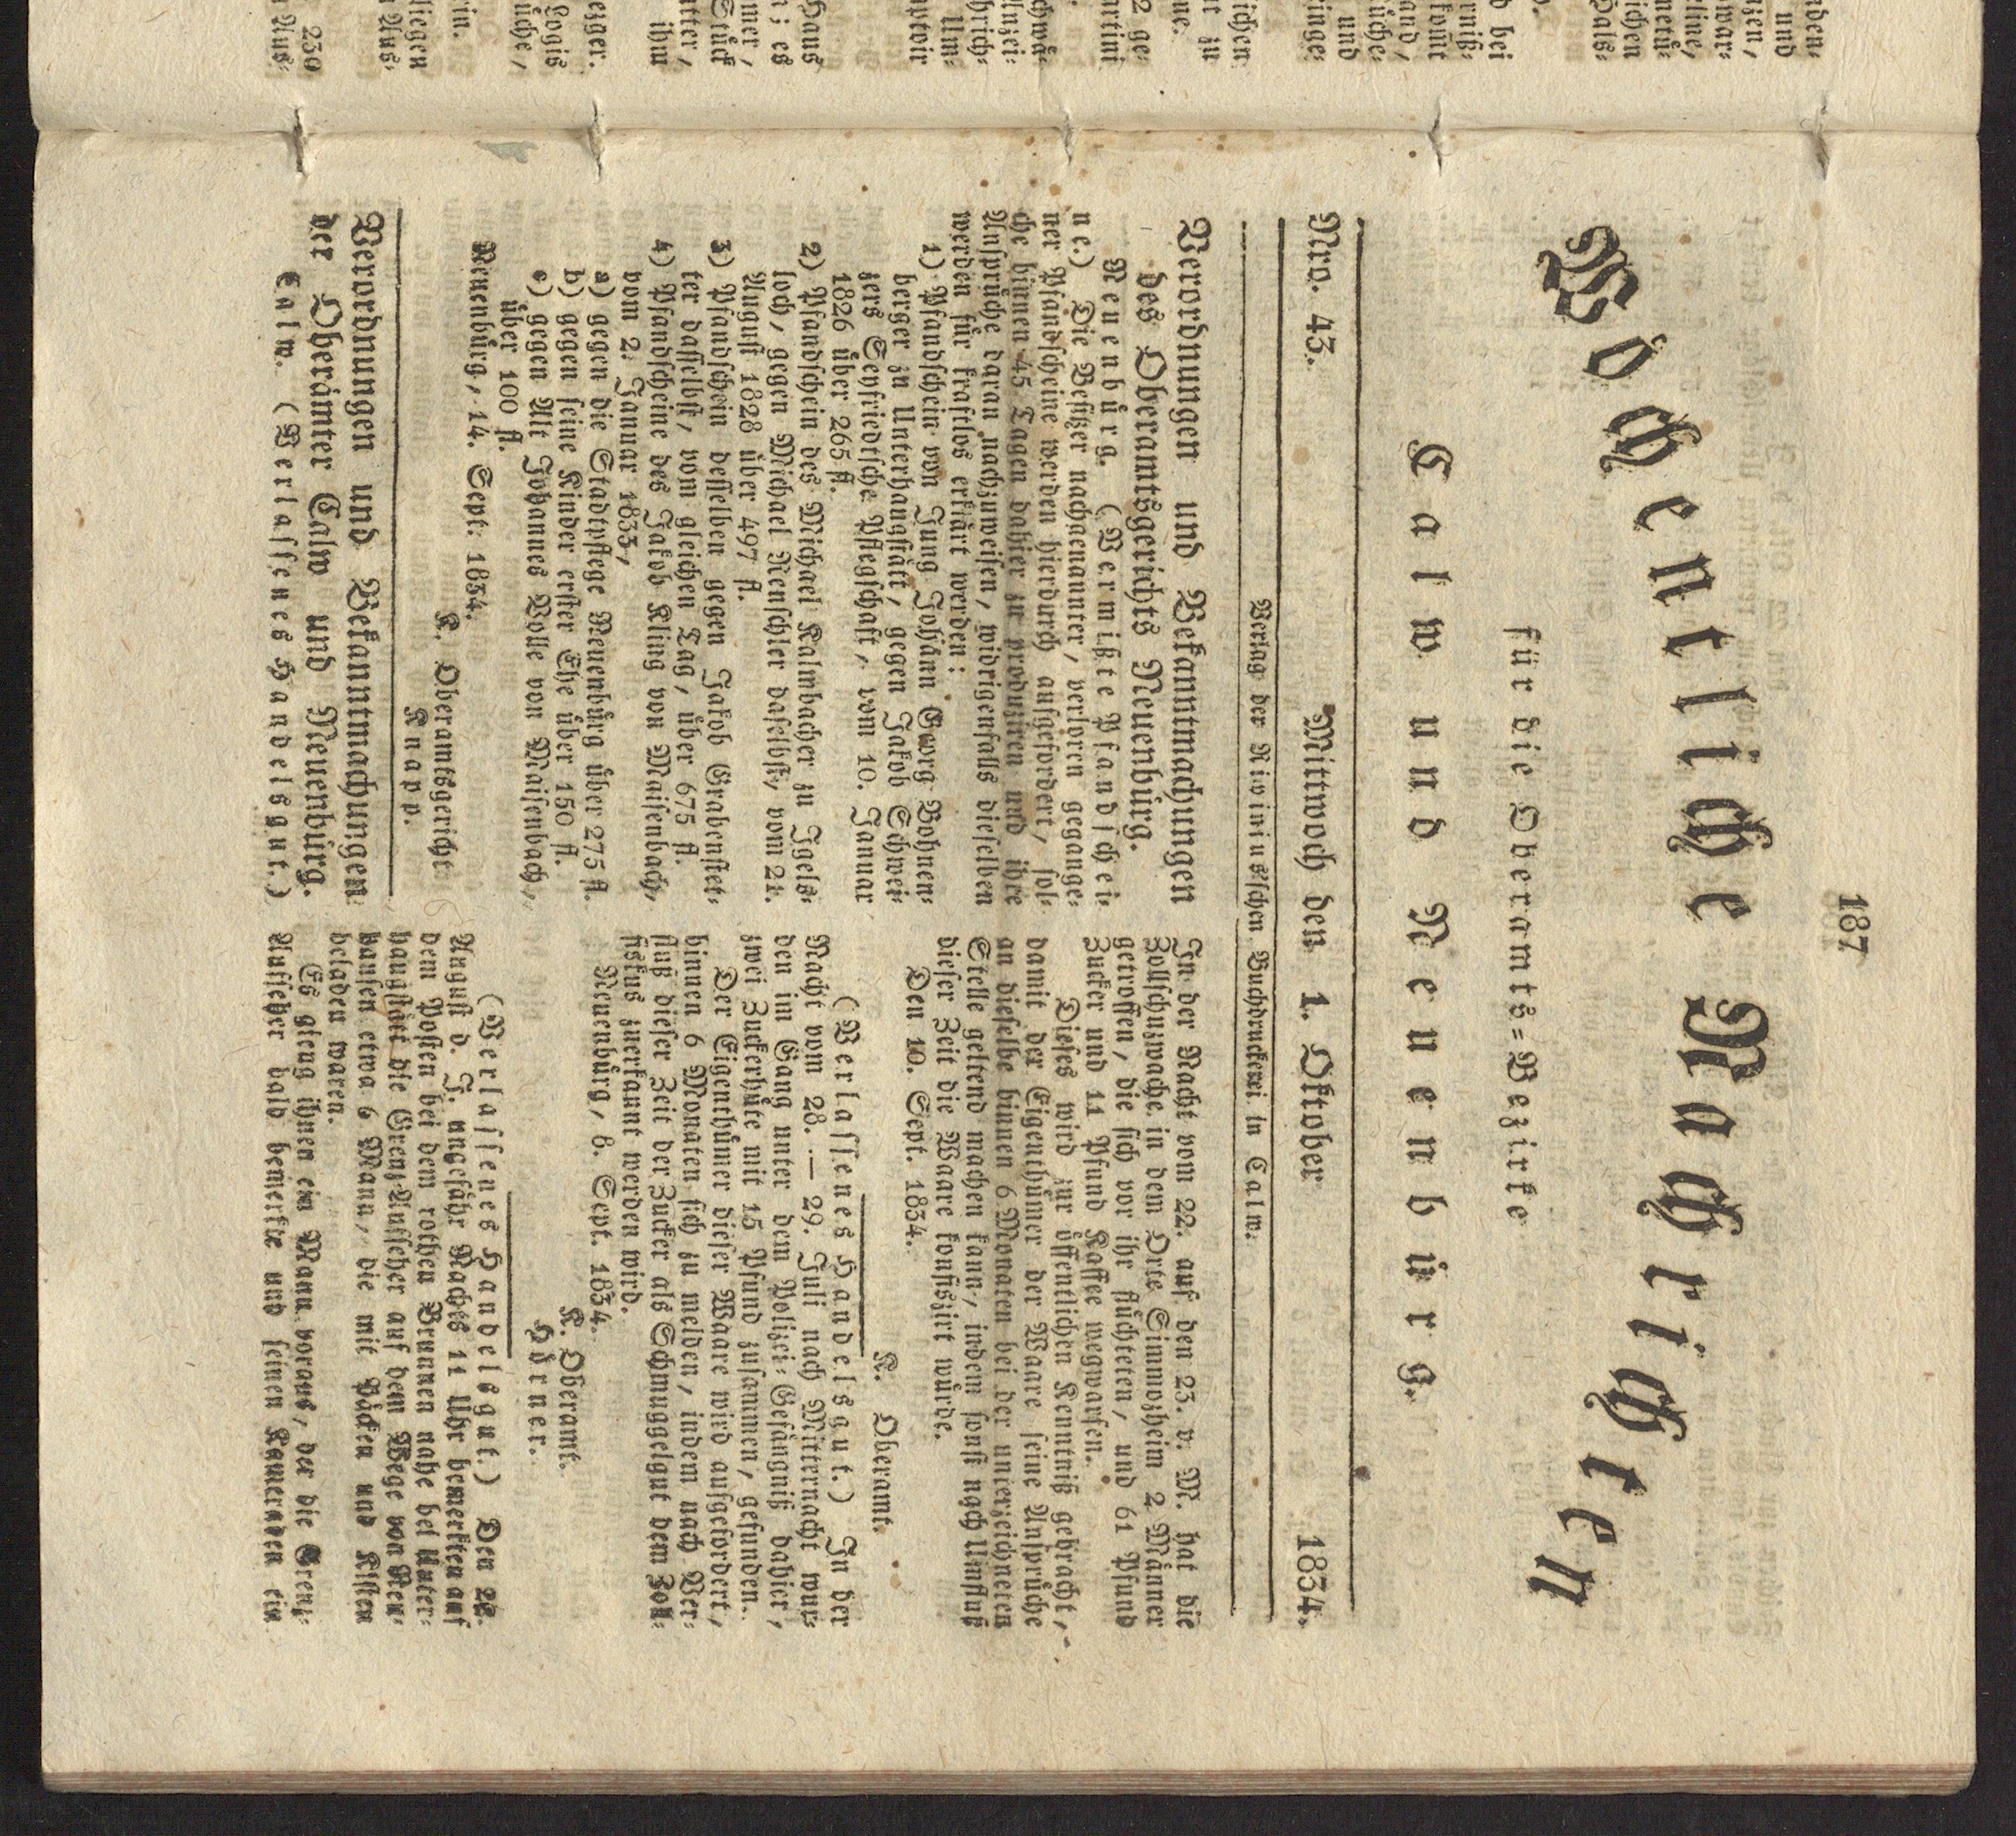 187
Wochentliche Nachrichten
für die Oberamts=Bezirke
Calw und Neuenbürg.
Nro. 43. Mittwoch den 1. Oktober 1834.
Verlag der Rivinius'schen Buchdruckerei in Calw.
Verordnungen und Bekanntmachungen
des Oberamtsgerichts Neuenbürg.
Neuenbürg. (Vermißte Pfandschei-
ne.) Die Besitzer nachgenannter, verloren gegange-
ner Pfandscheine werden hierdurch aufgefordert, sol-
che binnen 45 Tagen dahier zu produziren und ihre
Ansprüche daran nachzuweisen, widrigenfalls dieselben
werden für kraftlos erklärt werden:
1) Pfandschein von Jung Johann Georg Bohnen-
berger zu Unterhaugstätt, gegen Jakob Schwei-
zers Seyfriedsche Pflegschaft, vom 10. Januar
1826 über 265 fl.
2) Pfandschein des Michael Kalmbacher zu Igels-
loch, gegen Michael Renschler daselbst, vom 21.
August 1828 über 497 fl.
3) Pfandschein desselben gegen Jakob Grabenstet-
ter daselbst, vom gleichen Tag, über 675 fl.
4) Pfandscheine des Jakob Kling von Maisenbach,
vom 2. Januar 1833,
a) gegen die Stadtpflege Neuenbürg über 275 fl.
b) gegen seine Kinder erster Ehe über 150 fl.
c) gegen Alt Johannes Volle von Maisenbach,
über 100 fl.
Neuenbürg, 14. Sept. 1834.
K. Oberamtsgericht
Knapp.
Verordnungen und Bekanntmachungen
der Oberämter Calw und Neuenbürg.
Calw. (Verlassenes Handelsgut.)
In der Nacht vom 22. auf den 23. v. M. hat die
Zollschutzwache in dem Orte Simmozheim 2 Männer
getroffen, die sich vor ihr flüchteten, und 61 Pfund
Zucker und 11 Pfund Kaffee wegwarfen.
Dieses wird zur öffentlichen Kenntniß gebracht,
damit der Eigenthümer der Waare seine Ansprüche
an dieselbe binnen 6 Monaten bei der unterzeichneten
Stelle geltend machen kann, indem sonst nach Umfluß
dieser Zeit die Waare konfiszirt würde.
Den 10. Sept. 1834.
K. Oberamt.
(Verlassenes Handelsgut.) In der
Nacht vom 28. — 29. Juli nach Mitternacht wur-
den im Gang unter dem Polizei-Gefängniß dahier,
zwei Zuckerhüte mit 15 Pfund zusammen, gefunden.
Der Eigenthümer dieser Waare wird aufgefordert,
binnen 6 Monaten sich zu melden, indem nach Ver-
fluß dieser Zeit der Zucker als Schmuggelgut dem Zoll-
fiskus zuerkannt werden wird.
Neuenbürg, 8. Sept. 1834.
K. Oberamt.
Hörner.
(Verlassenes Handelsgut.) Den 22.
August d. J. ungefähr Nachts 11 Uhr bemerkten auf
dem Posten bei dem rothen Brunnen nahe bei Unter-
haugstätt die Grenz-Aufseher auf dem Wege von Neu-
hausen etwa 6 Mann, die mit Päcken und Kisten
beladen waren.
Es gieng ihnen ein Mann voraus, der die Grenz-
Aufseher bald bemerkte und seinen Kameraden ein